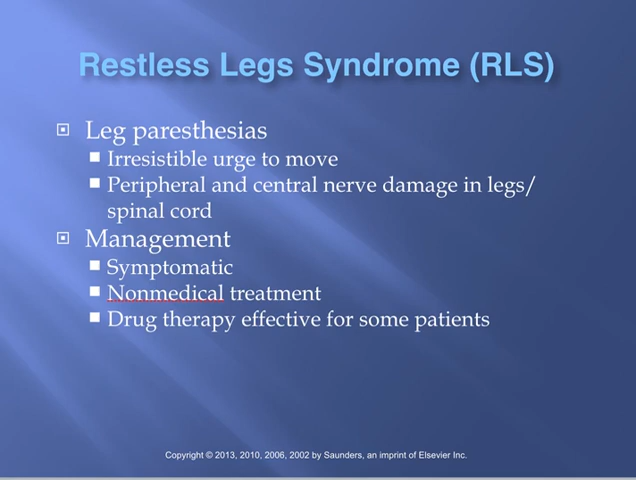 Restless Legs Syndrome (RLS)
Leg paresthesias
Irresistible urge to move
Peripheral and central nerve damage in legs/
spinal cord
Management
Symptomatic
Nonmedical treatment
Drug therapy effective for some patients
Copyright © 2013, 2010, 2006, 2002 by Saunders, an imprint of Elsevier Inc.